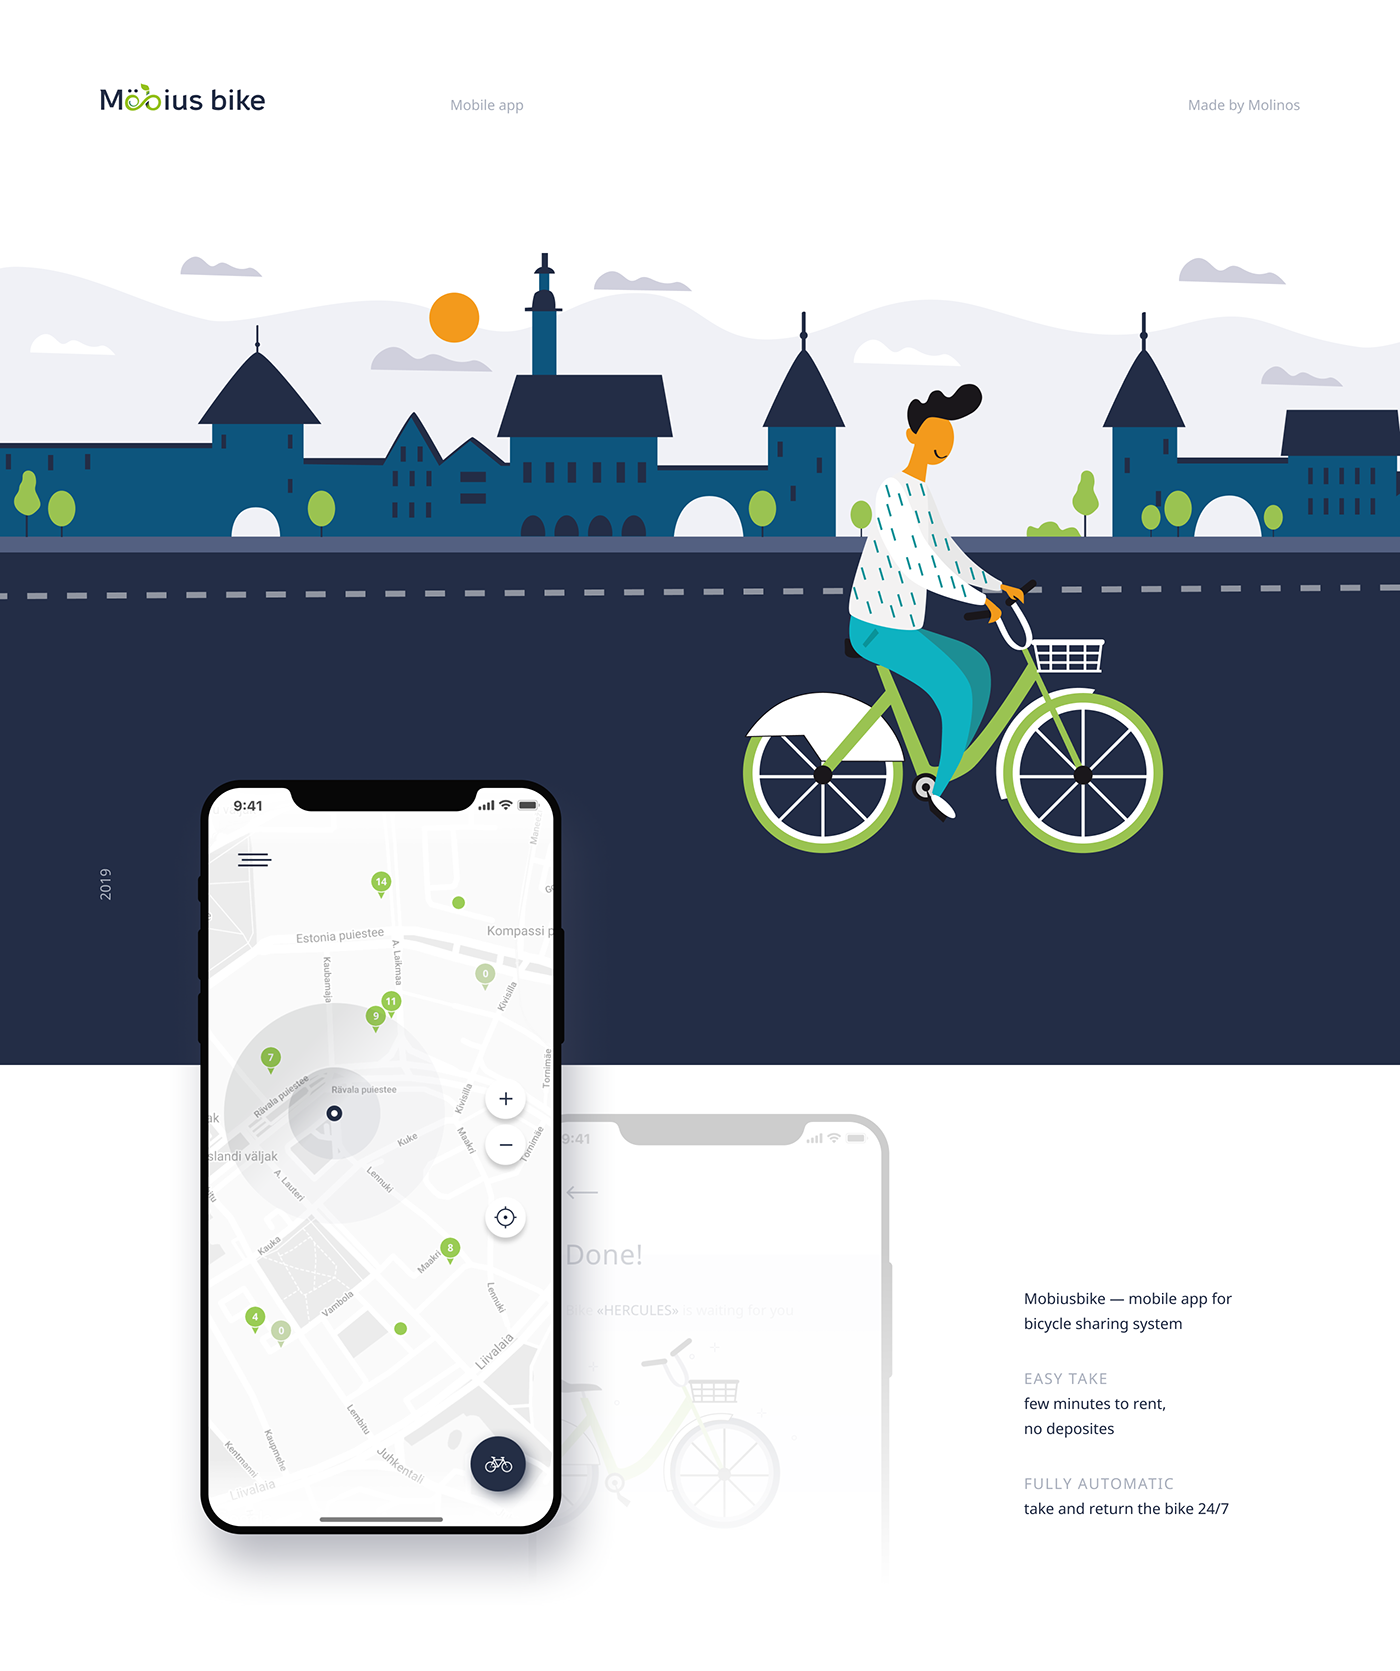 Möbius bike
Mobile app
Made by Molinos
2019
9:41
14
Estonia puiestee
Kompassi p
A. Laikmaa
Kaubamaja
0
Kivisilla
11
9
7
Rävala puiestee
Rävala puiestee
Tornimäe
Kivisilla
+
−
ak
slandi väljak
Kuke
Maakri
Tornimäe
A. Lauteri
Lennuki
Kauka
8
Maakri
Lennuki
Vambola
4
0
Liivalaia
Lembitu
Juhkentali
Kaupmehe
Kentmanni
Liivalaia
9:41
Done!
Bike «HERCULES» is waiting for you
Mobiusbike — mobile app for
bicycle sharing system
EASY TAKE
few minutes to rent,
no deposites
FULLY AUTOMATIC
take and return the bike 24/7